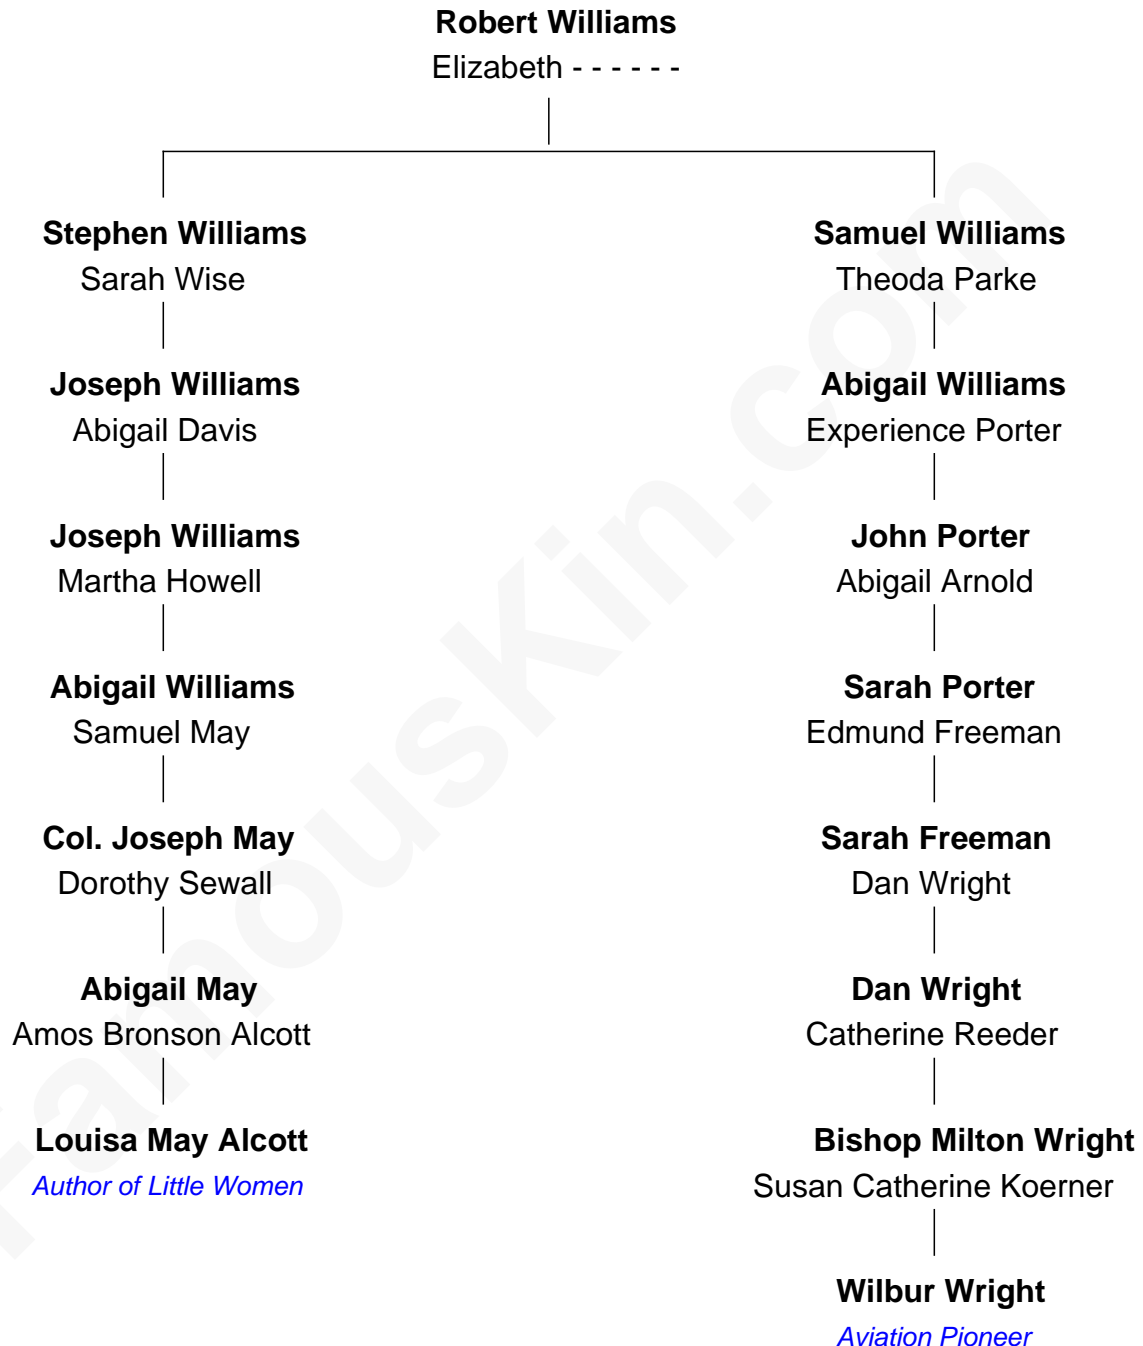 Robert Williams
Elizabeth - - - - - -
Stephen Williams
Sarah Wise
Joseph Williams
Abigail Davis
Joseph Williams
Martha Howell
Abigail Williams
Samuel May
Col. Joseph May
Dorothy Sewall
Abigail May
Amos Bronson Alcott
Louisa May Alcott
Author of Little Women
Samuel Williams
Theoda Parke
Abigail Williams
Experience Porter
John Porter
Abigail Arnold
Sarah Porter
Edmund Freeman
Sarah Freeman
Dan Wright
Dan Wright
Catherine Reeder
Bishop Milton Wright
Susan Catherine Koerner
Wilbur Wright
Aviation Pioneer
FamousKin.com